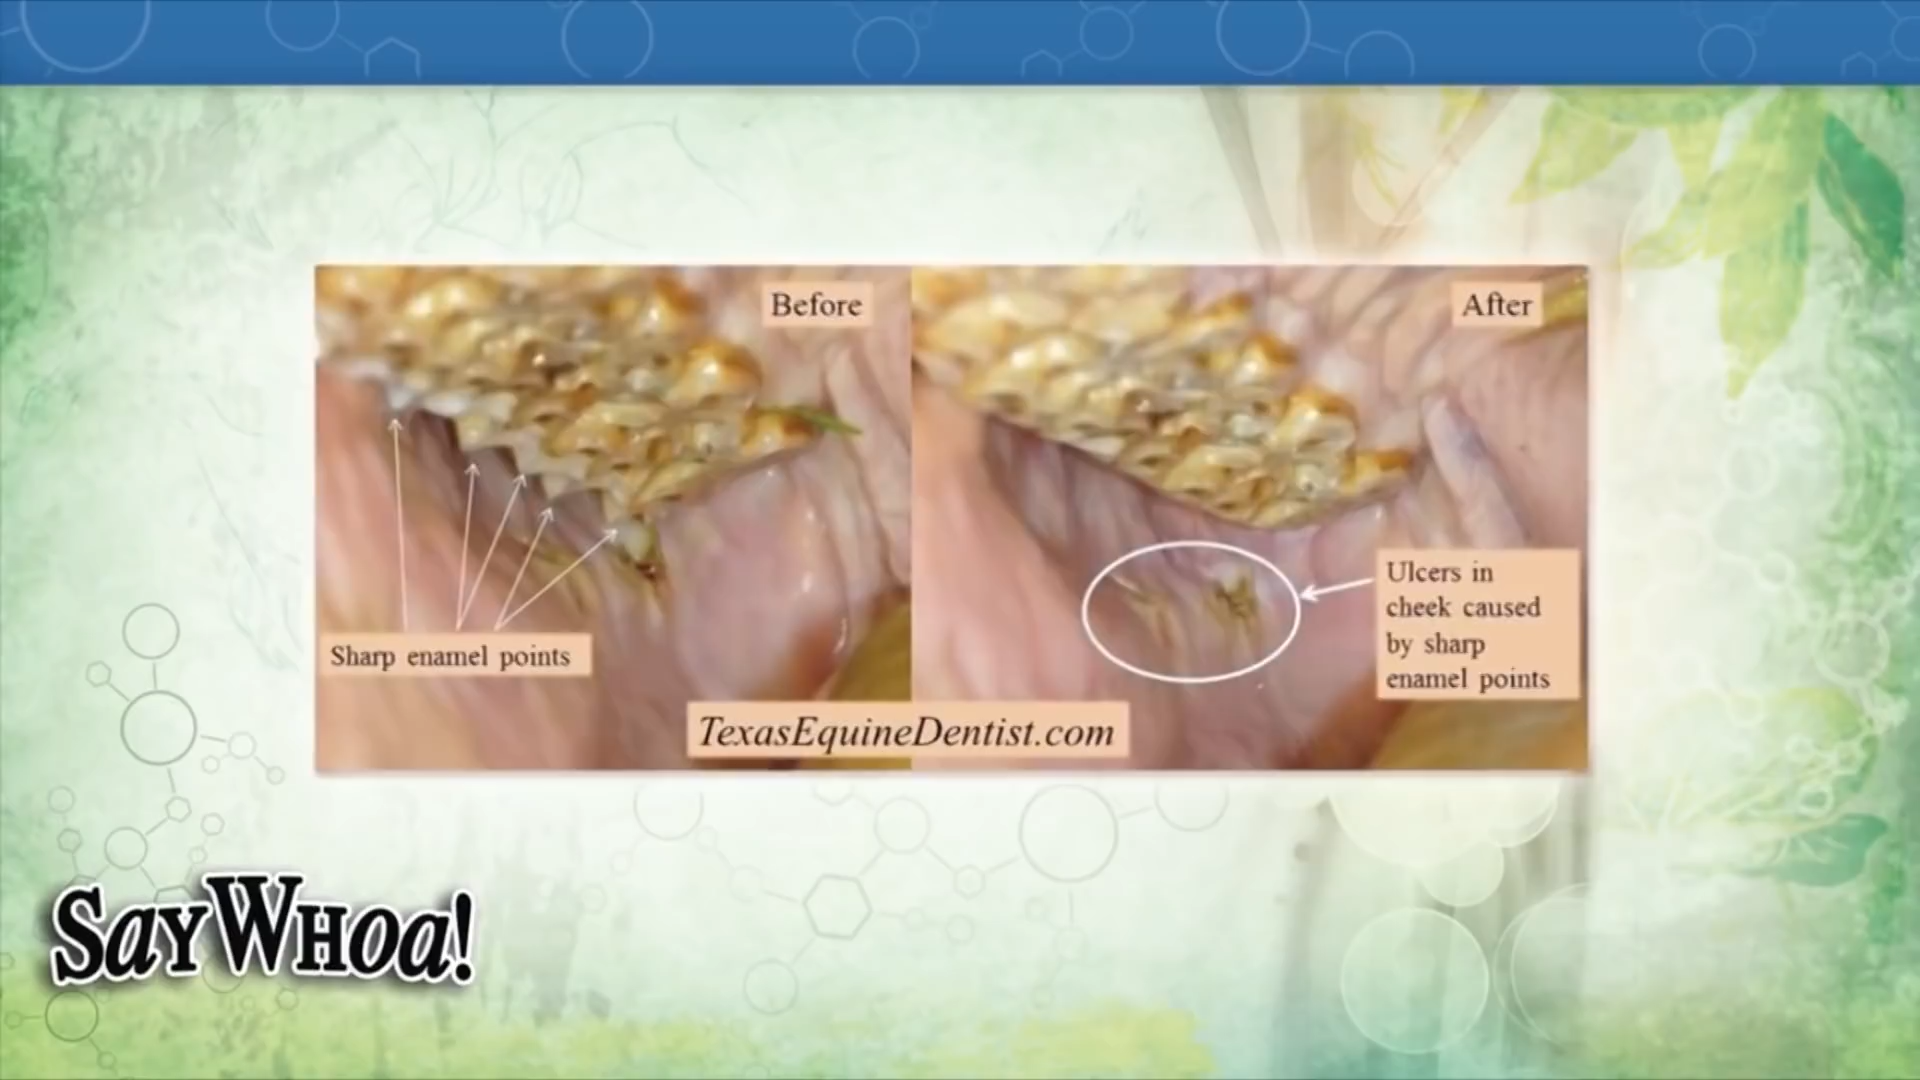 Before
After
Sharp enamel points
Ulcers in
cheek caused
by sharp
enamel points
TexasEquineDentist.com
SayWhoa!